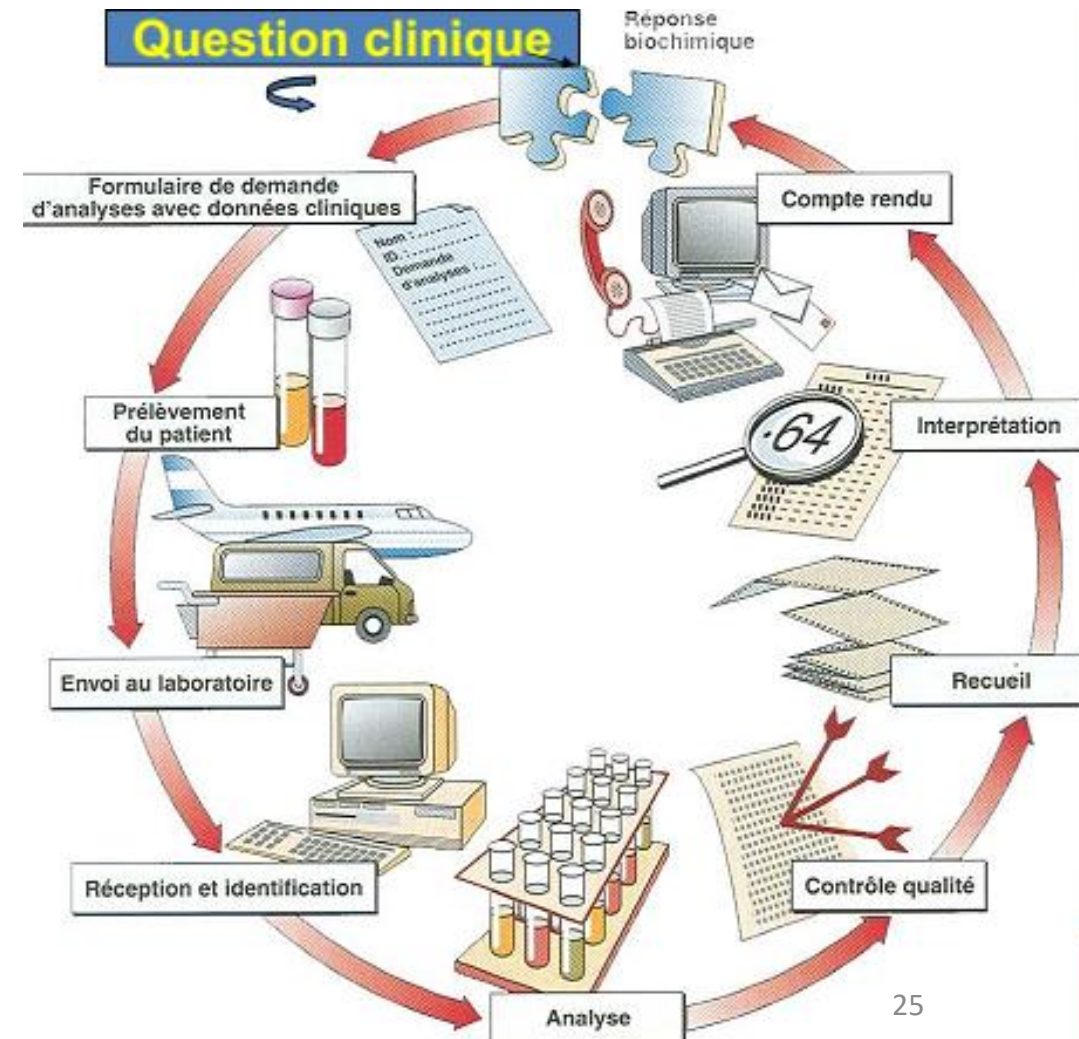 Question clinique
Réponse
biochimique
Formulaire de demande
d'analyses avec données cliniques
Nom :
ID. :
Demande
d'analyses :
Compte rendu
Prélèvement
du patient
·64
Interprétation
Envoi au laboratoire
Recueil
Réception et identification
Contrôle qualité
Analyse
25